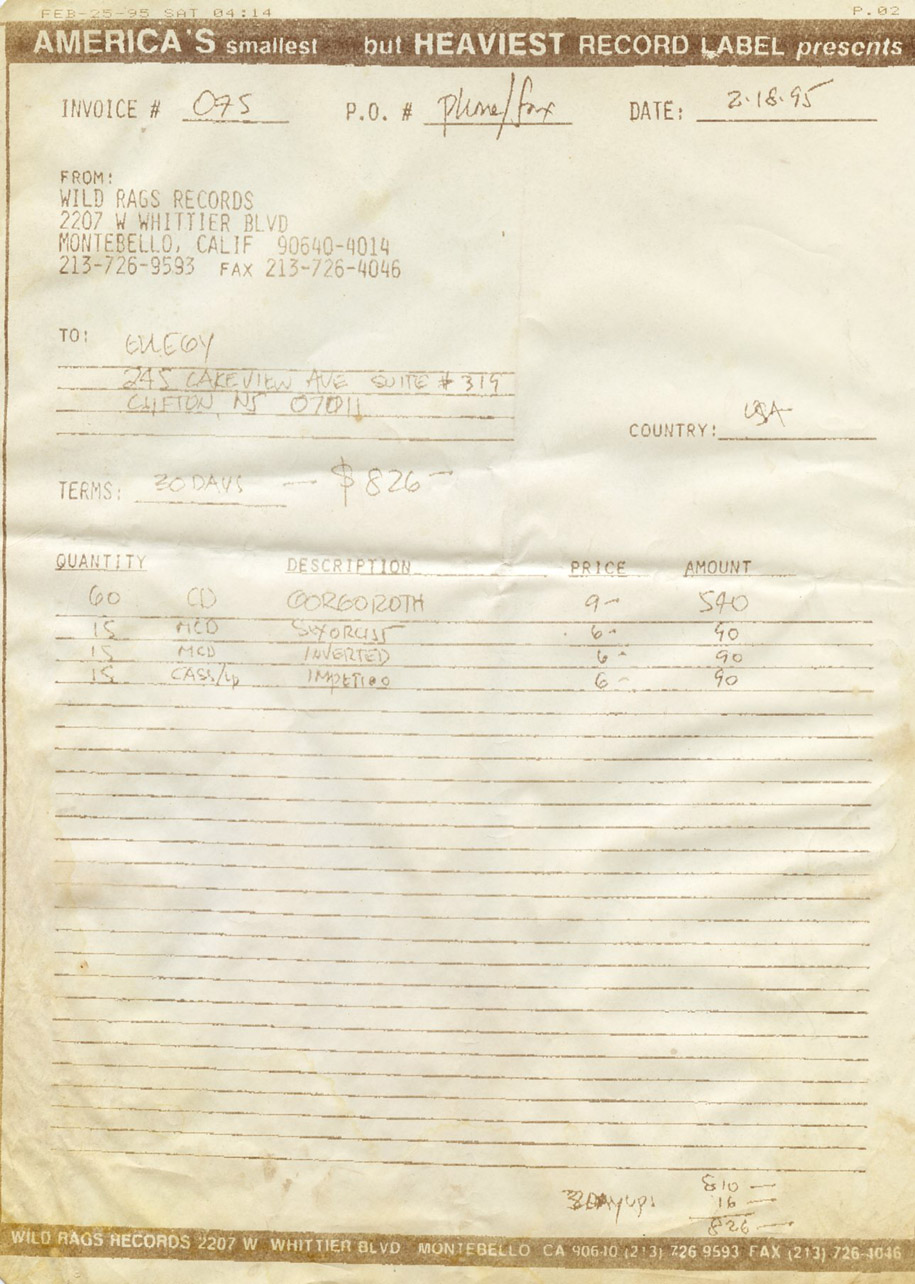 FEB-25-95 SAT 04:14 P.02
AMERICA'S smallest but HEAVIEST RECORD LABEL presents
INVOICE # 075 P.O. # phone/fax DATE: 2-18-95
FROM:
WILD RAGS RECORDS
2207 W WHITTIER BLVD
MONTEBELLO, CALIF 90640-4014
213-726-9593 FAX 213-726-4046
TO:
245 LAKEVIEW AVE SUITE # 319
CLIFTON, NJ 07011
COUNTRY: USA
TERMS: 30 DAYS — $826—
QUANTITY DESCRIPTION PRICE AMOUNT
60 CD GORGOROTH 9- 540
15 MCD 6- 90
15 MCD INVERTED 6- 90
15 CASS/Lp IMPETIGO 6- 90
810 —
16 —
826 —
WILD RAGS RECORDS 2207 W WHITTIER BLVD MONTEBELLO CA 90640 (213) 726 9593 FAX (213) 726-4046